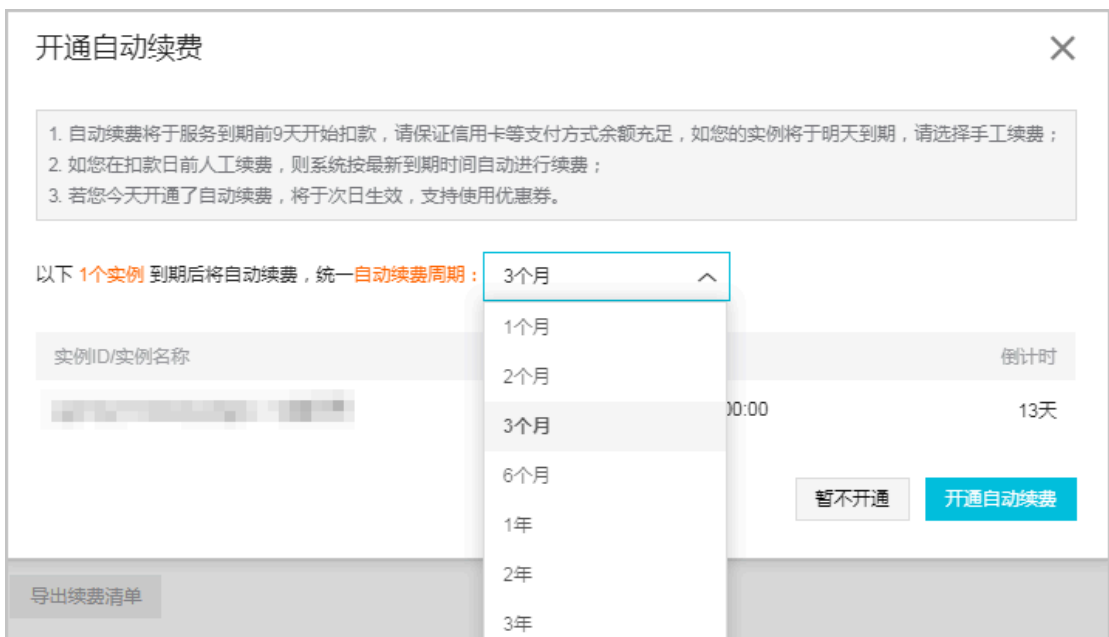 开通自动续费
1. 自动续费将于服务到期前9天开始扣款，请保证信用卡等支付方式余额充足，如您的实例将于明天到期，请选择手工续费；
2. 如您在扣款日前人工续费，则系统按最新到期时间自动进行续费；
3. 若您今天开通了自动续费，将于次日生效，支持使用优惠券。
以下 1个实例 到期后将自动续费，统一自动续费周期： 3个月
1个月
实例ID/实例名称 倒计时
2个月
00:00 13天
3个月
6个月
暂不开通 开通自动续费
1年
2年
导出续费清单
3年